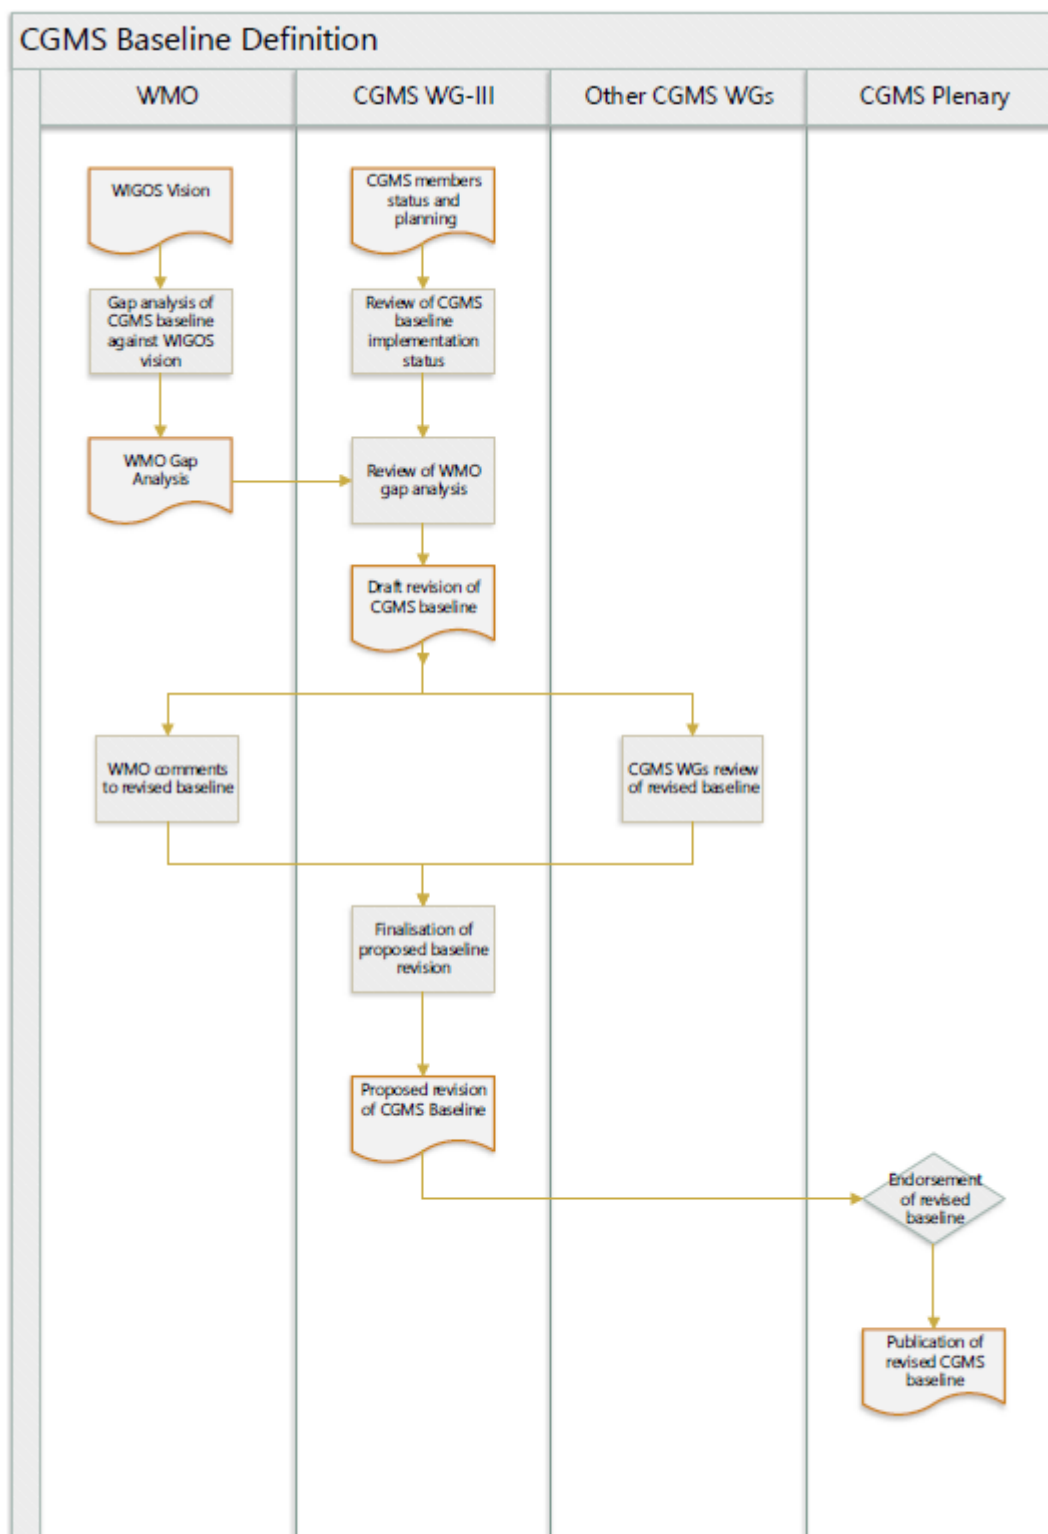 CGMS Baseline Definition
WMO
CGMS WG-III
Other CGMS WGs
CGMS Plenary
WIGOS Vision
CGMS members
status and
planning
Gap analysis of
CGMS baseline
against WIGOS
vision
Review of CGMS
baseline
implementation
status
WMO Gap
Analysis
Review of WMO
gap analysis
Draft revision of
CGMS baseline
WMO comments
to revised baseline
CGMS WGs review
of revised baseline
Finalisation of
proposed baseline
revision
Proposed revision
of CGMS Baseline
Endorsement
of revised
baseline
Publication of
revised CGMS
baseline